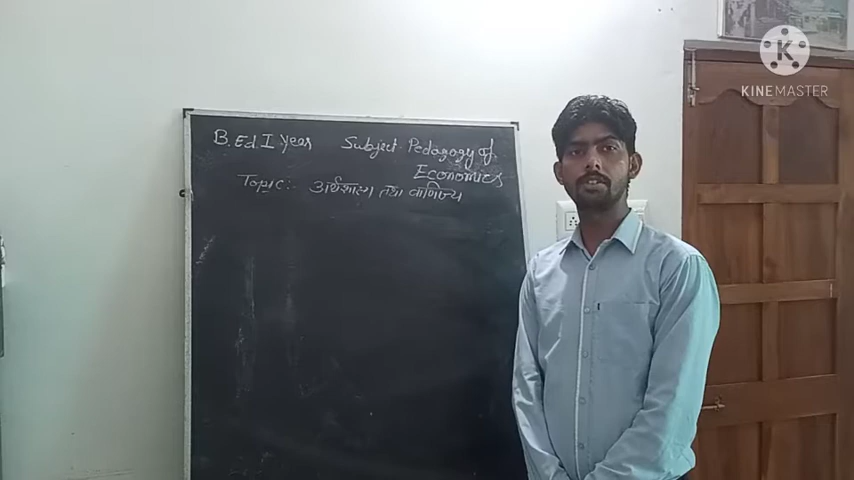 B.Ed I Year Subject Pedagogy of
Economics
Topic:- अर्थशास्त्र तथा वाणिज्य
K
KINEMASTER